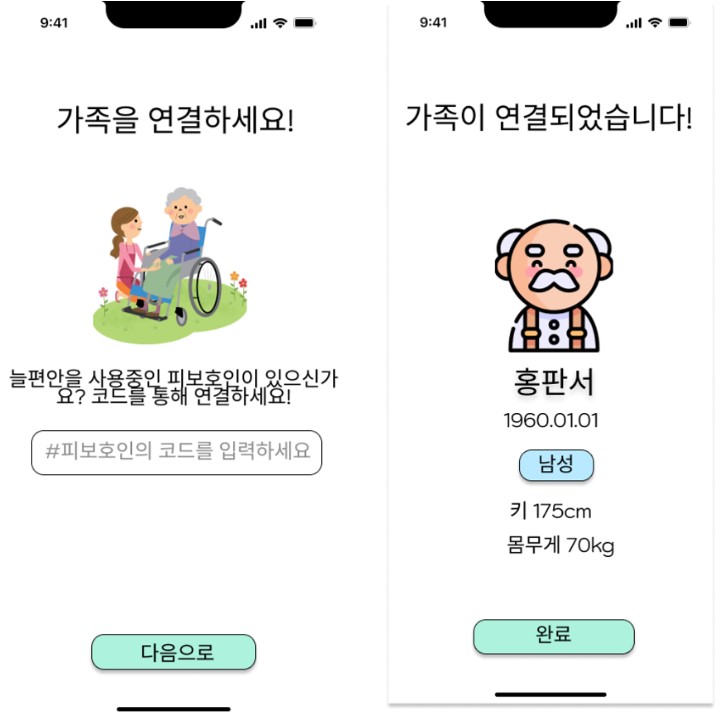 9:41
가족을 연결하세요!
늘편안을 사용중인 피보호인이 있으신가
요? 코드를 통해 연결하세요!
#피보호인의 코드를 입력하세요
다음으로
9:41
가족이 연결되었습니다!
홍판서
1960.01.01
남성
키 175cm
몸무게 70kg
완료